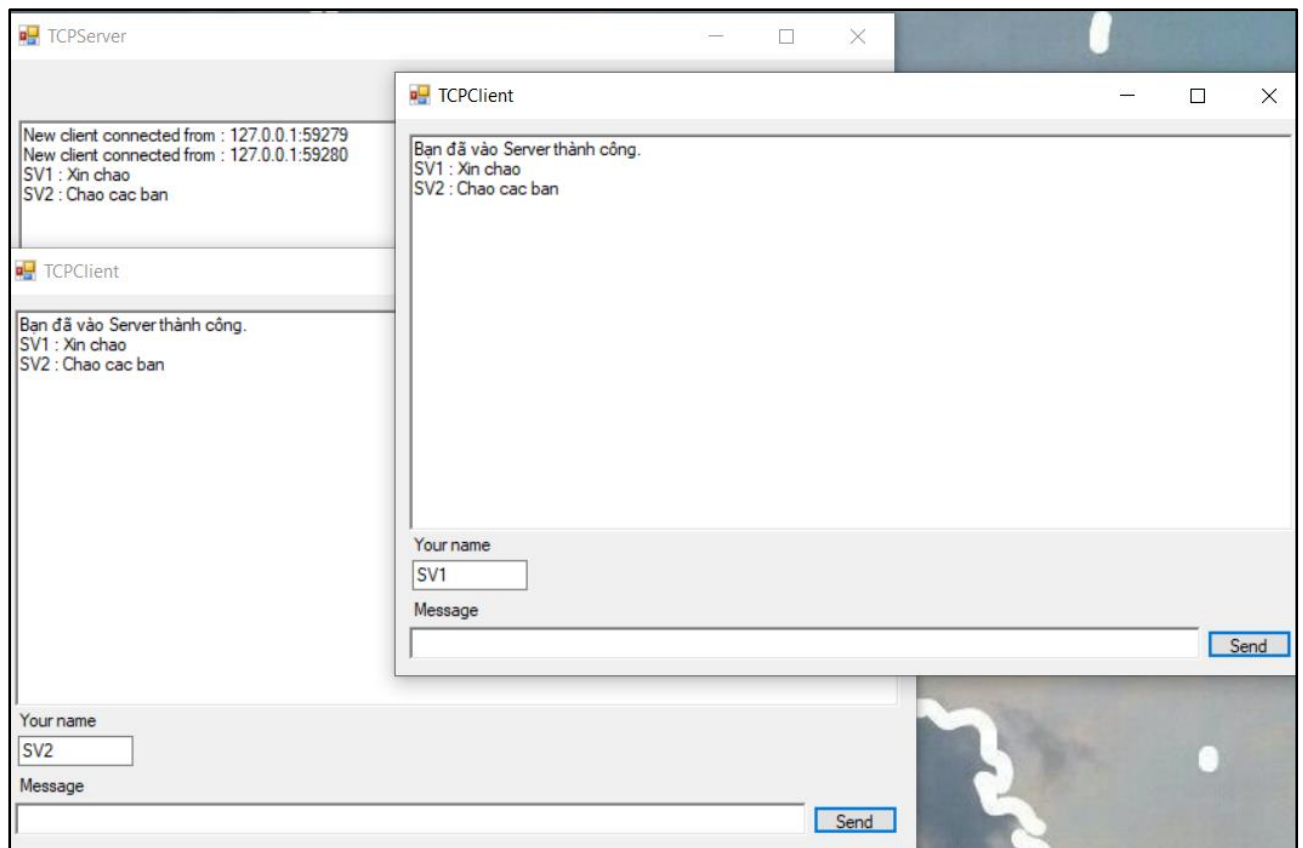 TCPServer
New client connected from : 127.0.0.1:59279
New client connected from : 127.0.0.1:59280
SV1 : Xin chao
SV2 : Chao cac ban
TCPClient
Bạn đã vào Server thành công.
SV1 : Xin chao
SV2 : Chao cac ban
Your name
SV1
Message
Send
TCPClient
Bạn đã vào Server thành công.
SV1 : Xin chao
SV2 : Chao cac ban
Your name
SV2
Message
Send